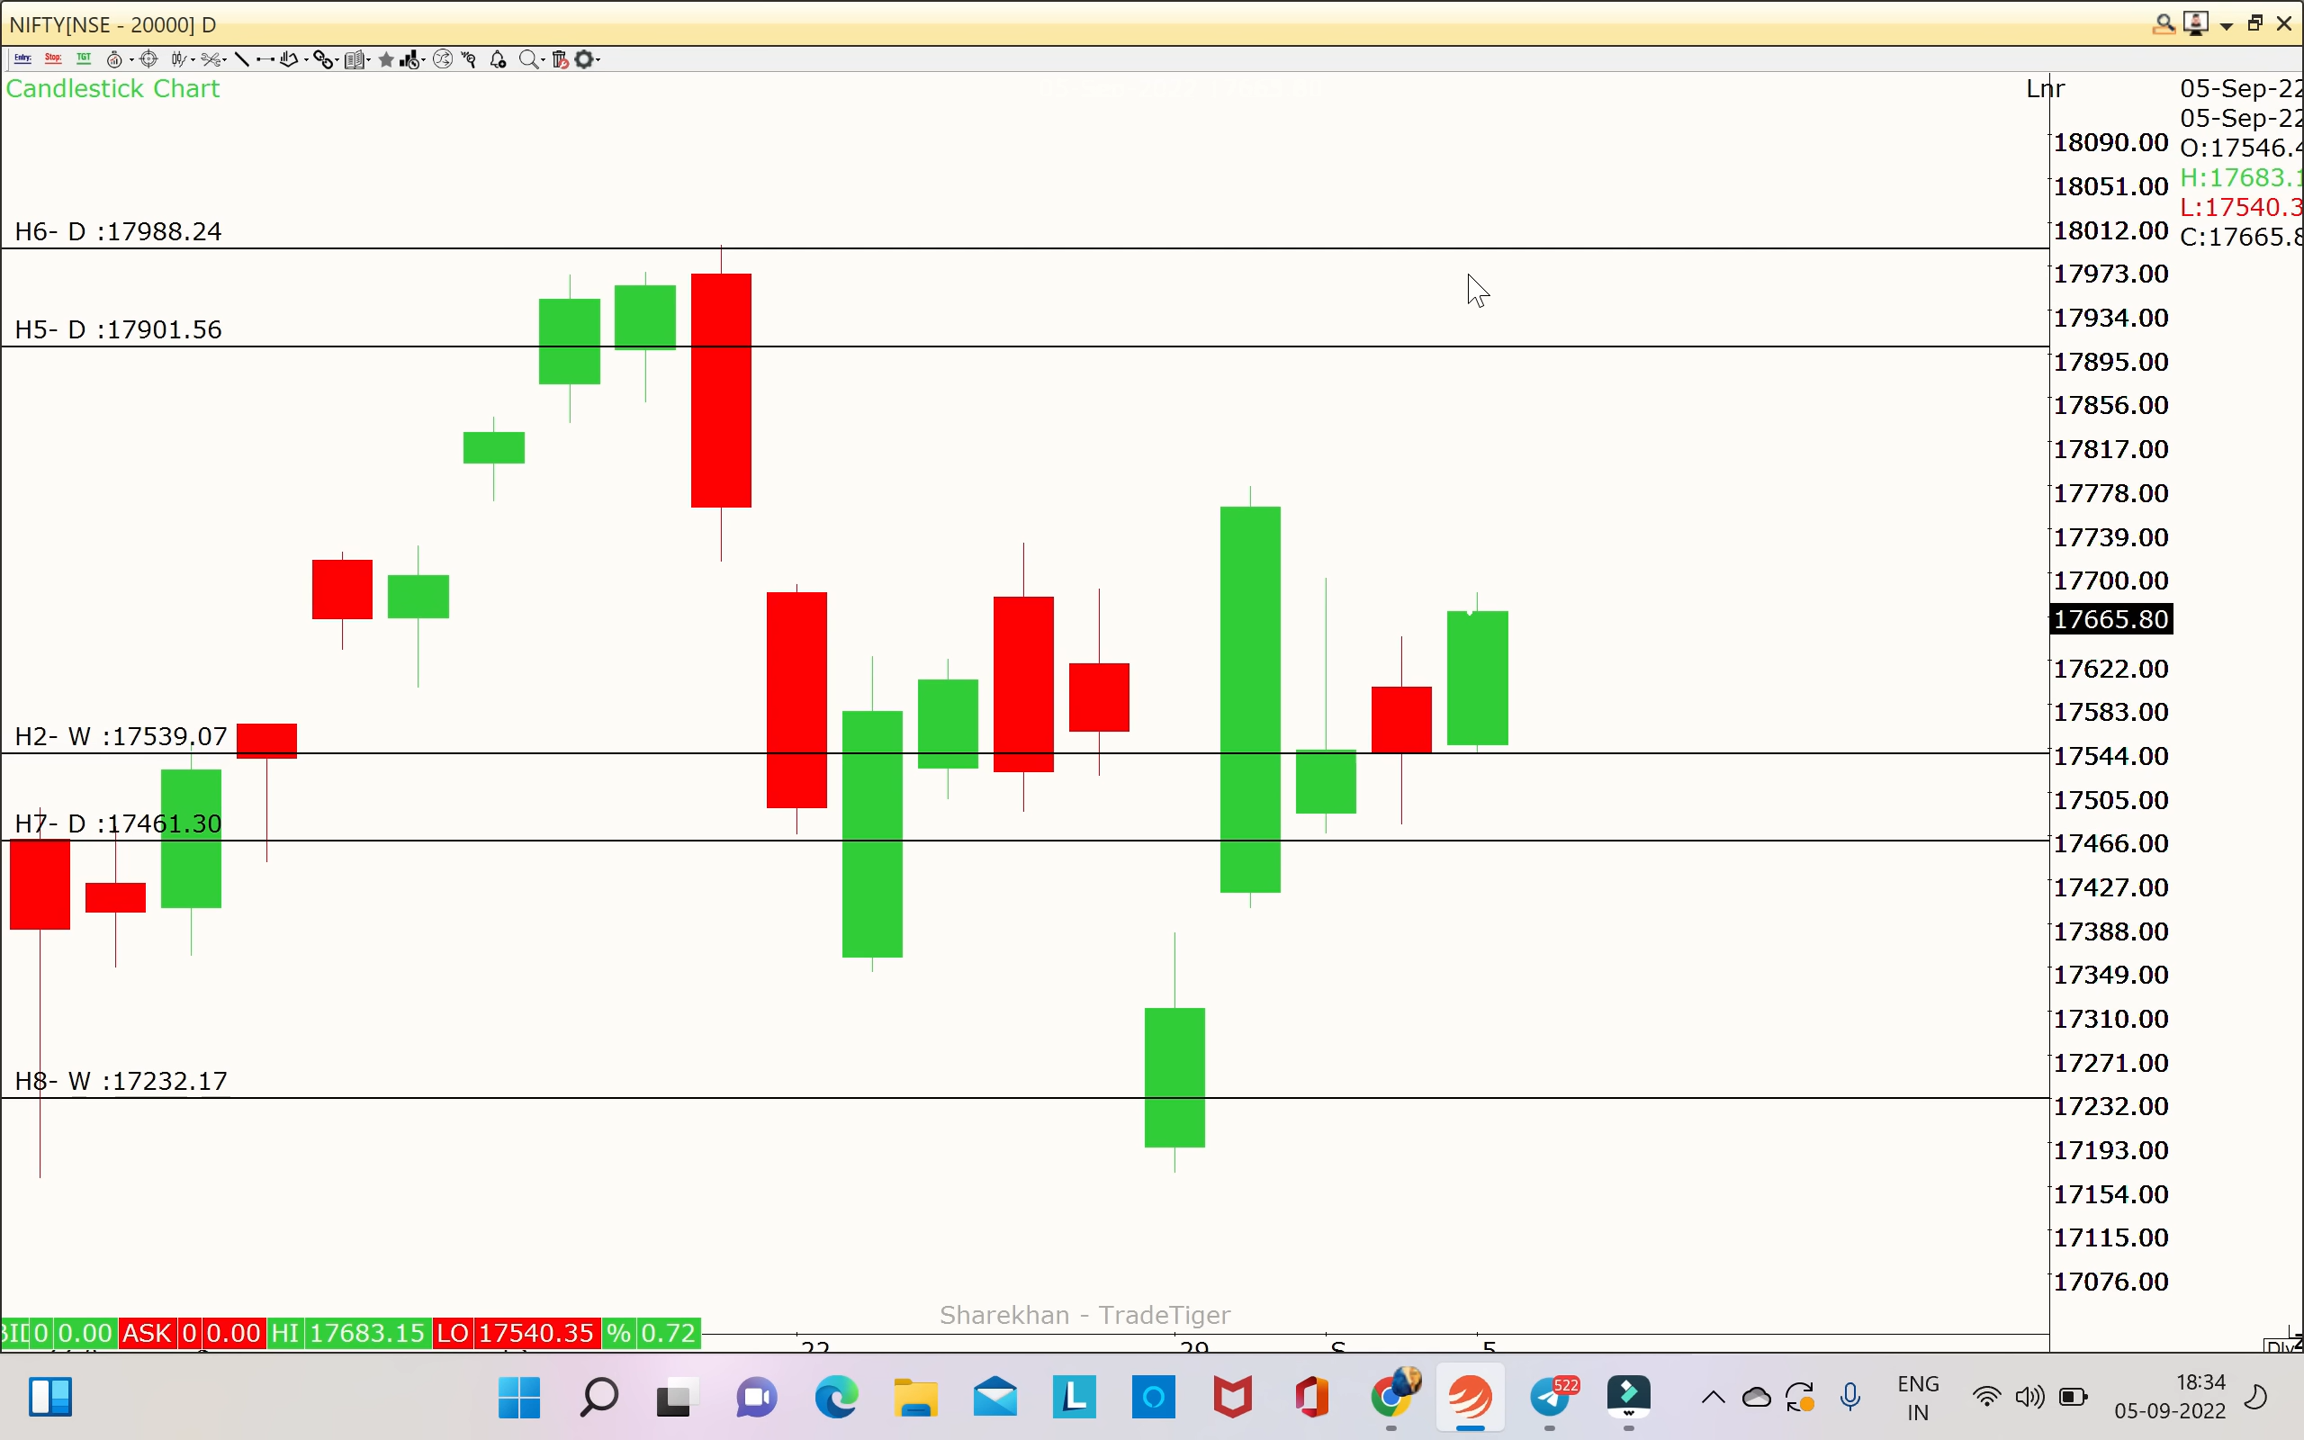 NIFTY[NSE - 20000] D
Entry:
Stop:
TGT
Candlestick Chart
Lnr
05-Sep-22
05-Sep-22
O:17546.4
H:17683.1
L:17540.3
C:17665.8
18090.00
18051.00
18012.00
17973.00
17934.00
17895.00
17856.00
17817.00
17778.00
17739.00
17700.00
17665.80
17622.00
17583.00
17544.00
17505.00
17466.00
17427.00
17388.00
17349.00
17310.00
17271.00
17232.00
17193.00
17154.00
17115.00
17076.00
H6- D :17988.24
H5- D :17901.56
H2- W :17539.07
H7- D :17461.30
H8- W :17232.17
Sharekhan - TradeTiger
BID 0 0.00 ASK 0 0.00 HI 17683.15 LO 17540.35 % 0.72
22 29 S 5
Dly
L
522
ENG
IN
18:34
05-09-2022